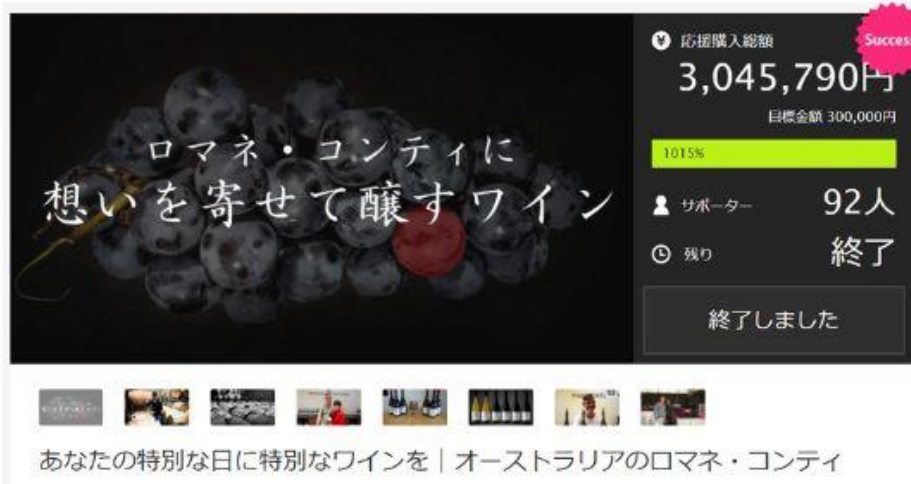 ロマネ・コンティに
想いを寄せて醸すワイン
Success
¥ 応援購入総額
3,045,790円
目標金額 300,000円
1015%
サポーター 92人
残り 終了
終了しました
あなたの特別な日に特別なワインを｜オーストラリアのロマネ・コンティ